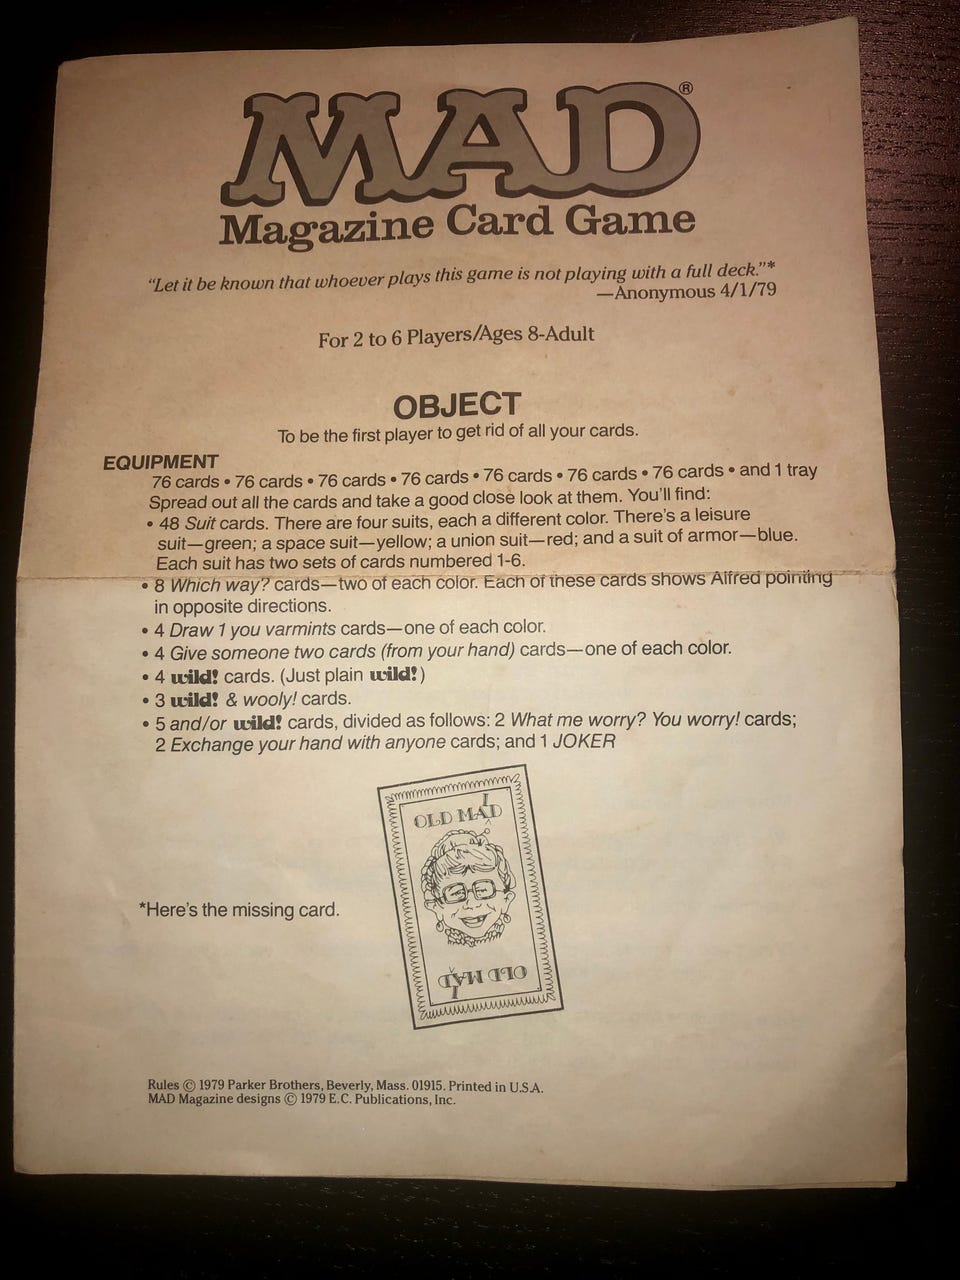 MAD®
Magazine Card Game
“Let it be known that whoever plays this game is not playing with a full deck.”*
—Anonymous 4/1/79
For 2 to 6 Players/Ages 8-Adult
OBJECT
To be the first player to get rid of all your cards.
EQUIPMENT
76 cards • 76 cards • 76 cards • 76 cards • 76 cards • 76 cards • 76 cards • and 1 tray
Spread out all the cards and take a good close look at them. You'll find:
• 48 Suit cards. There are four suits, each a different color. There's a leisure
suit—green; a space suit—yellow; a union suit—red; and a suit of armor—blue.
Each suit has two sets of cards numbered 1-6.
• 8 Which way? cards—two of each color. Each of these cards shows Alfred pointing
in opposite directions.
• 4 Draw 1 you varmints cards—one of each color.
• 4 Give someone two cards (from your hand) cards—one of each color.
• 4 wild! cards. (Just plain wild!)
• 3 wild! & wooly! cards.
• 5 and/or wild! cards, divided as follows: 2 What me worry? You worry! cards;
2 Exchange your hand with anyone cards; and 1 JOKER
OLD MAID
*Here's the missing card.
OLD MAID
Rules © 1979 Parker Brothers, Beverly, Mass. 01915. Printed in U.S.A.
MAD Magazine designs © 1979 E.C. Publications, Inc.